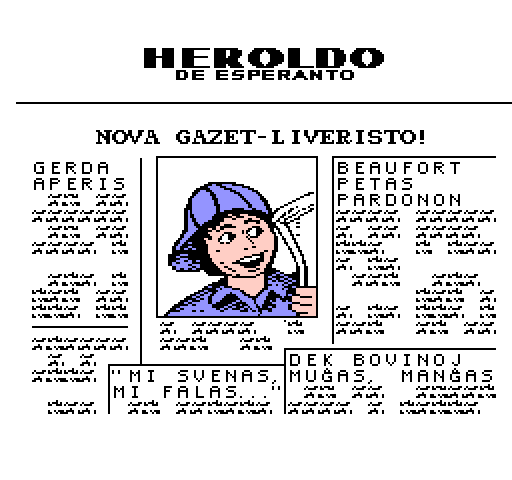 HEROLDO
DE ESPERANTO
NOVA GAZET-LIVERISTO!
GERDA
APERIS
BEAUFORT
PETAS
PARDONON
"MI SVENAS,
MI FALAS..."
DEK BOVINOJ
MUĜAS, MANĜAS